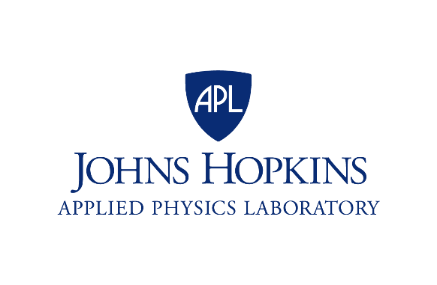 APL
JOHNS HOPKINS
APPLIED PHYSICS LABORATORY